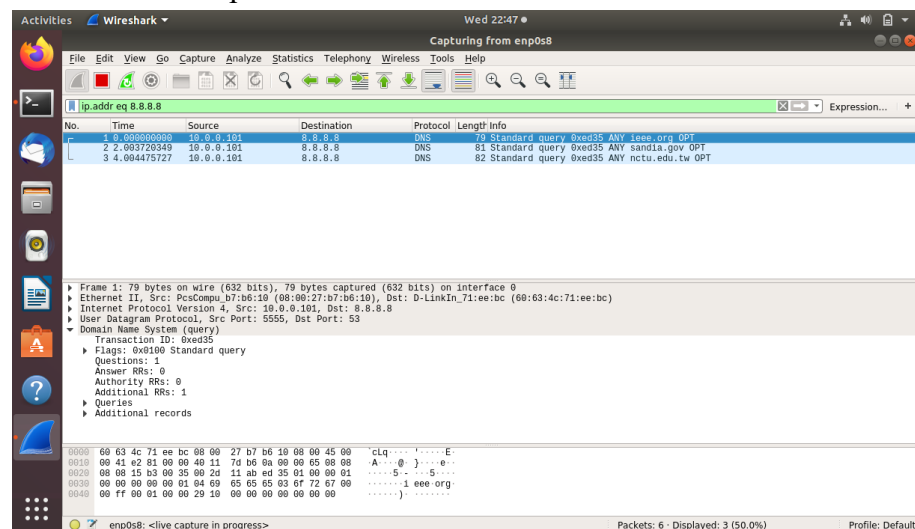 Activities Wireshark Wed 22:47
Capturing from enp0s8
File Edit View Go Capture Analyze Statistics Telephony Wireless Tools Help
ip.addr eq 8.8.8.8 Expression... +
No. Time Source Destination Protocol Length Info
1 0.000000000 10.0.0.101 8.8.8.8 DNS 79 Standard query 0xed35 ANY ieee.org OPT
2 2.003720349 10.0.0.101 8.8.8.8 DNS 81 Standard query 0xed35 ANY sandia.gov OPT
3 4.004475727 10.0.0.101 8.8.8.8 DNS 82 Standard query 0xed35 ANY nctu.edu.tw OPT
Frame 1: 79 bytes on wire (632 bits), 79 bytes captured (632 bits) on interface 0
Ethernet II, Src: PcsCompu_b7:b6:10 (08:00:27:b7:b6:10), Dst: D-LinkIn_71:ee:bc (60:63:4c:71:ee:bc)
Internet Protocol Version 4, Src: 10.0.0.101, Dst: 8.8.8.8
User Datagram Protocol, Src Port: 5555, Dst Port: 53
Domain Name System (query)
Transaction ID: 0xed35
Flags: 0x0100 Standard query
Questions: 1
Answer RRs: 0
Authority RRs: 0
Additional RRs: 1
Queries
Additional records
0000 60 63 4c 71 ee bc 08 00 27 b7 b6 10 08 00 45 00 `cLq···· '·····E·
0010 00 41 e2 81 00 00 40 11 7d b6 0a 00 00 65 08 08 ·A····@· }····e··
0020 08 08 15 b3 00 35 00 2d 11 ab ed 35 01 00 00 01 ·····5·- ···5····
0030 00 00 00 00 00 01 04 69 65 65 65 03 6f 72 67 00 ·······i eee·org·
0040 00 ff 00 01 00 00 29 10 00 00 00 00 00 00 00 ······)· ·······
enp0s8: <live capture in progress> Packets: 6 · Displayed: 3 (50.0%) Profile: Default